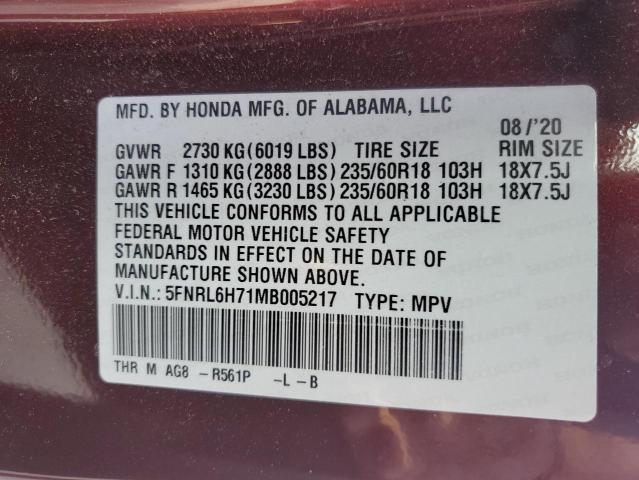 MFD. BY HONDA MFG. OF ALABAMA, LLC
08/'20
GVWR 2730 KG(6019 LBS) TIRE SIZE RIM SIZE
GAWR F 1310 KG(2888 LBS)235/60R18 103H 18X7.5J
GAWR R 1465 KG(3230 LBS)235/60R18 103H 18X7.5J
THIS VEHICLE CONFORMS TO ALL APPLICABLE
FEDERAL MOTOR VEHICLE SAFETY
STANDARDS IN EFFECT ON THE DATE OF
MANUFACTURE SHOWN ABOVE.
V.I.N.: 5FNRL6H71MB005217 TYPE: MPV
THR M AG8 -R561P -L-B